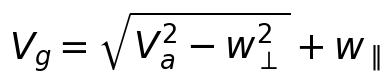 $V_g = \sqrt{V_a^2 - w_\perp^2} + w_\parallel$